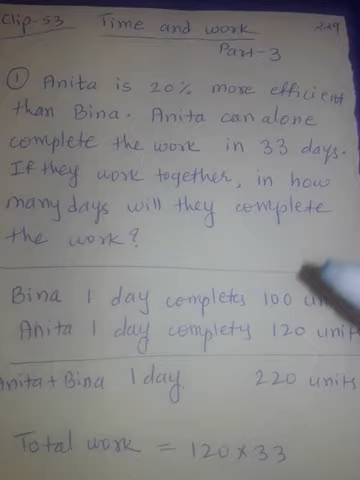 Clip-53 Time and work 229
Part-3
① Anita is 20% more efficient
than Bina. Anita can alone
complete the work in 33 days.
If they work together, in how
many days will they complete
the work?
Bina 1 day completes 100
Anita 1 day complety 120 unit
Anita + Bina 1 day. 220 units
Total work = 120 × 33